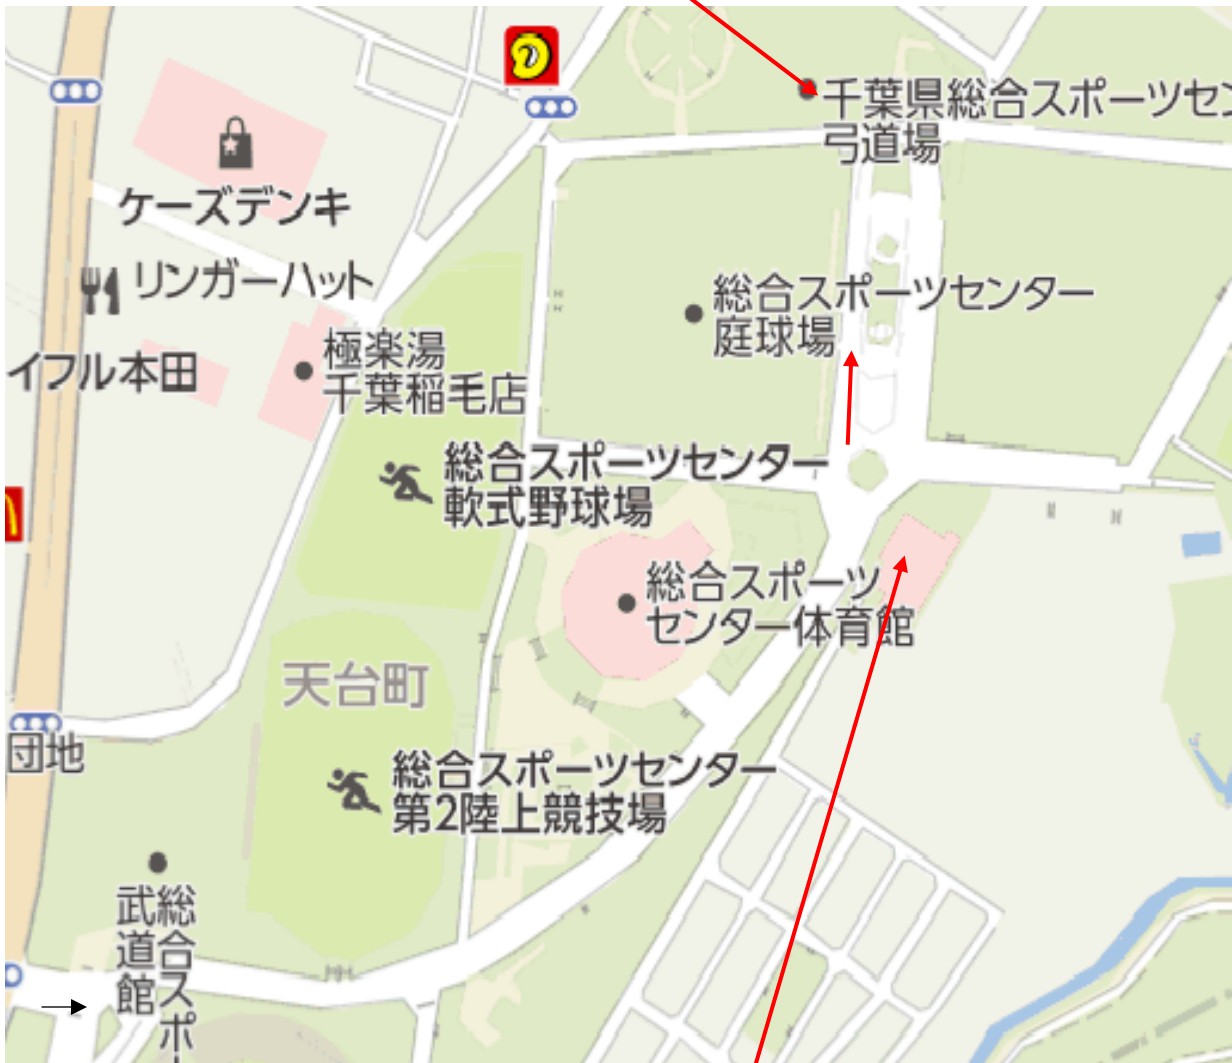 千葉県総合スポーツセン
弓道場
ケーズデンキ
リンガーハット
総合スポーツセンター
庭球場
極楽湯
千葉稲毛店
イフル本田
総合スポーツセンター
軟式野球場
総合スポーツ
センター体育館
天台町
団地
総合スポーツセンター
第2陸上競技場
総合スポー
武道館